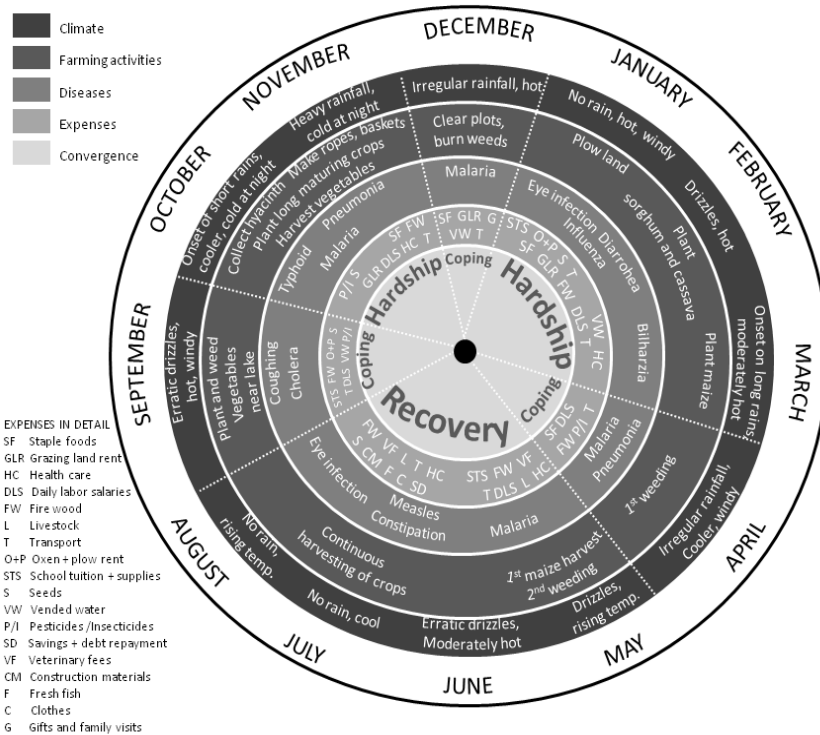 Climate
Farming activities
Diseases
Expenses
Convergence
DECEMBER
JANUARY
FEBRUARY
MARCH
APRIL
MAY
JUNE
JULY
AUGUST
SEPTEMBER
OCTOBER
NOVEMBER
Irregular rainfall, hot
No rain, hot, windy
Drizzles, hot
Onset on long rains
moderately hot
Irregular rainfall,
Cooler, windy
Drizzles,
rising temp.
Erratic drizzles,
Moderately hot
No rain, cool
No rain,
rising temp.
Erratic drizzles,
hot, windy
Onset of short rains,
cooler, cold at night
Heavy rainfall,
cold at night
Clear plots,
burn weeds
Plow land
Plant
sorghum and cassava
Plant maize
1st weeding
1st maize harvest
2nd weeding
Continuous
harvesting of crops
Plant and weed
Vegetables
near lake
Collect hyacinth Make ropes, baskets
Plant long maturing crops
Harvest vegetables
Malaria
Eye infection Diarrohea
Influenza
Bilharzia
Malaria
Pneumonia
Malaria
Measles
Constipation
Eye infection
Coughing
Cholera
Typhoid Pneumonia
Malaria
SF GLR G
VW T
STS O+P S T
SF GLR FW DLS T
VW HC
SF DLS
FW P/I T
STS FW VF
T DLS L HC
FW VF L T HC
S CM F C SD
STS FW O+P S
T DLS VW P/I
P/I S SF FW
GLR DLS HC T
Hardship
Coping
Hardship
Coping
Recovery
Coping
EXPENSES IN DETAIL
SF Staple foods
GLR Grazing land rent
HC Health care
DLS Daily labor salaries
FW Fire wood
L Livestock
T Transport
O+P Oxen + plow rent
STS School tuition + supplies
S Seeds
VW Vended water
P/I Pesticides /Insecticides
SD Savings + debt repayment
VF Veterinary fees
CM Construction materials
F Fresh fish
C Clothes
G Gifts and family visits